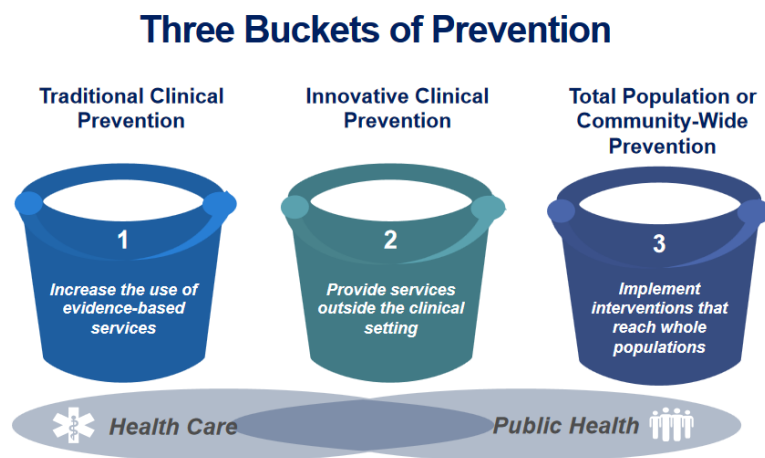 Three Buckets of Prevention
Traditional Clinical
Prevention
Innovative Clinical
Prevention
Total Population or
Community-Wide
Prevention
1
Increase the use of
evidence-based
services
2
Provide services
outside the clinical
setting
3
Implement
interventions that
reach whole
populations
Health Care
Public Health